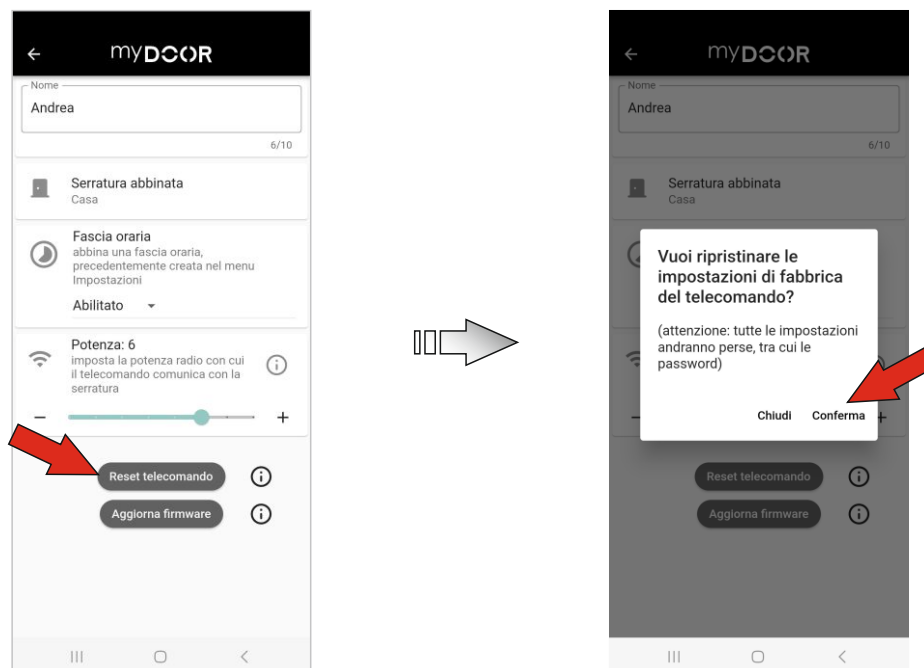 myDOOR
Nome
Andrea
6/10
Serratura abbinata
Casa
Fascia oraria
abbina una fascia oraria,
precedentemente creata nel menu
Impostazioni
Abilitato
Potenza: 6
imposta la potenza radio con cui
il telecomando comunica con la
serratura
Reset telecomando
Aggiorna firmware
myDOOR
Nome
Andrea
6/10
Serratura abbinata
Casa
Vuoi ripristinare le
impostazioni di fabbrica
del telecomando?
(attenzione: tutte le impostazioni
andranno perse, tra cui le
password)
Chiudi Conferma
Reset telecomando
Aggiorna firmware